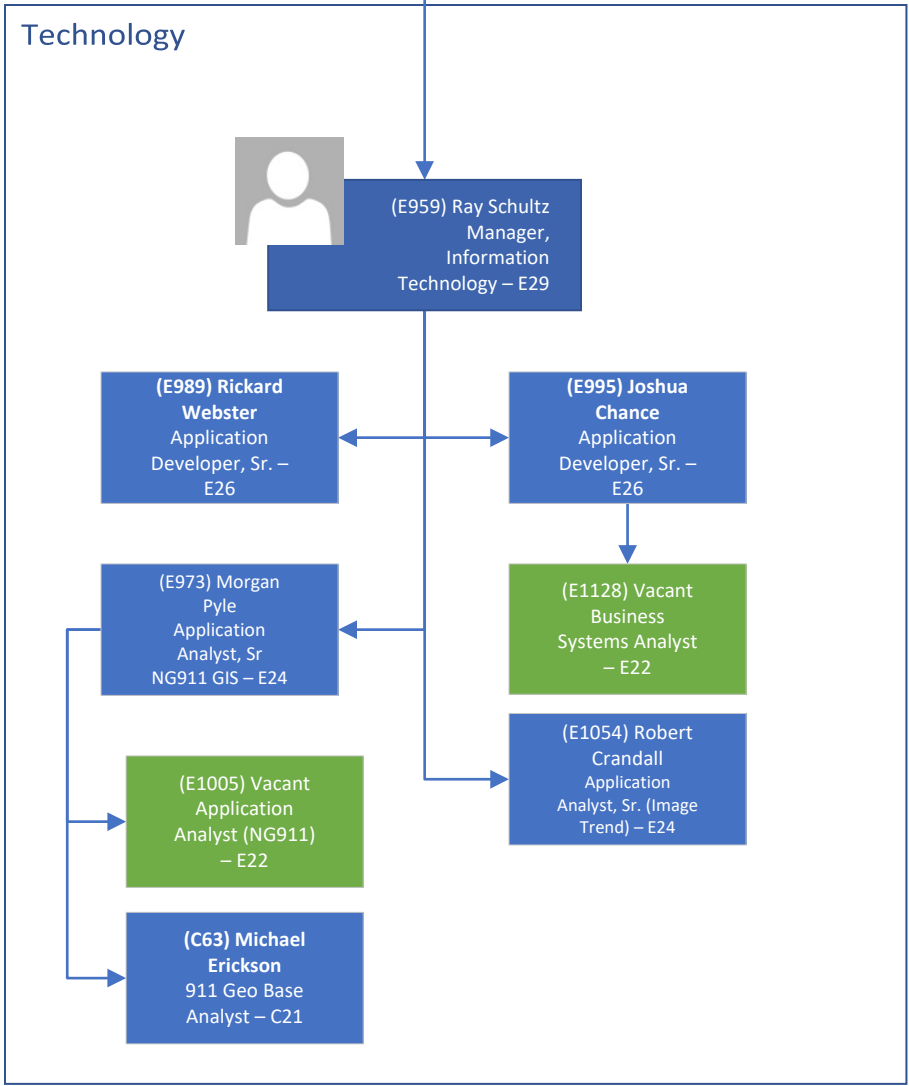 Technology
(E959) Ray Schultz
Manager,
Information
Technology – E29
(E989) Rickard
Webster
Application
Developer, Sr. –
E26
(E995) Joshua
Chance
Application
Developer, Sr. –
E26
(E973) Morgan
Pyle
Application
Analyst, Sr
NG911 GIS – E24
(E1128) Vacant
Business
Systems Analyst
– E22
(E1054) Robert
Crandall
Application
Analyst, Sr. (Image
Trend) – E24
(E1005) Vacant
Application
Analyst (NG911)
– E22
(C63) Michael
Erickson
911 Geo Base
Analyst – C21